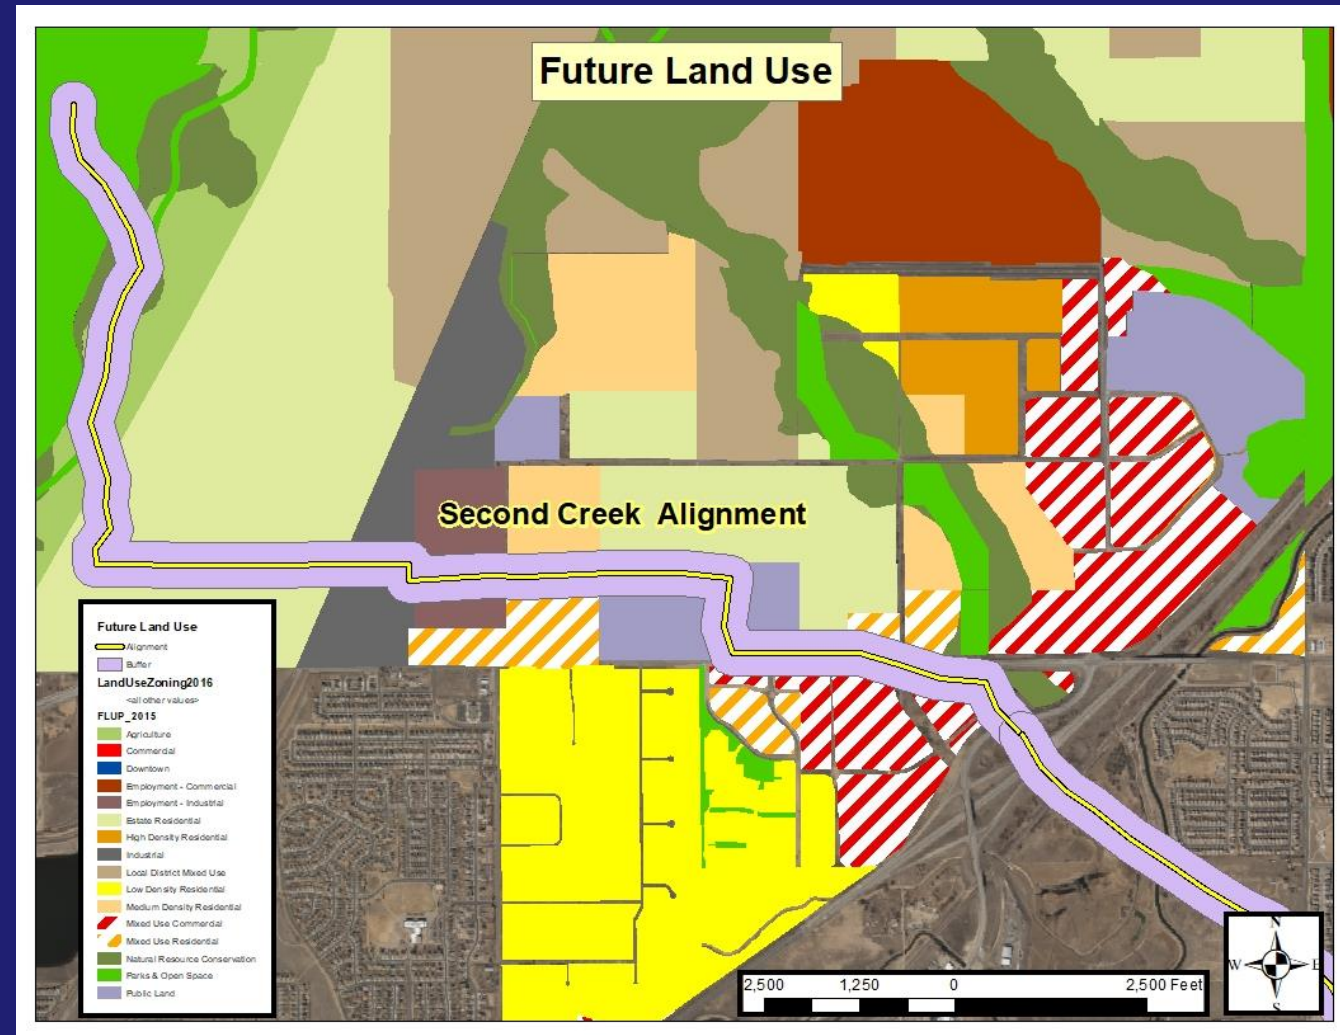 Future Land Use
Second Creek  Alignment
Future Land Use
Alignment
Buffer
LandUseZoning2016
<all other values>
FLUP_2015
Agriculture
Commercial
Downtown
Employment - Commercial
Employment - Industrial
Estate Residential
High Density Residential
Industrial
Local District Mixed Use
Low Density Residential
Medium Density Residential
Mixed Use Commercial
Mixed Use Residential
Natural Resource Conservation
Parks & Open Space
Public Land
2,500 1,250 0 2,500 Feet
N
W E
S